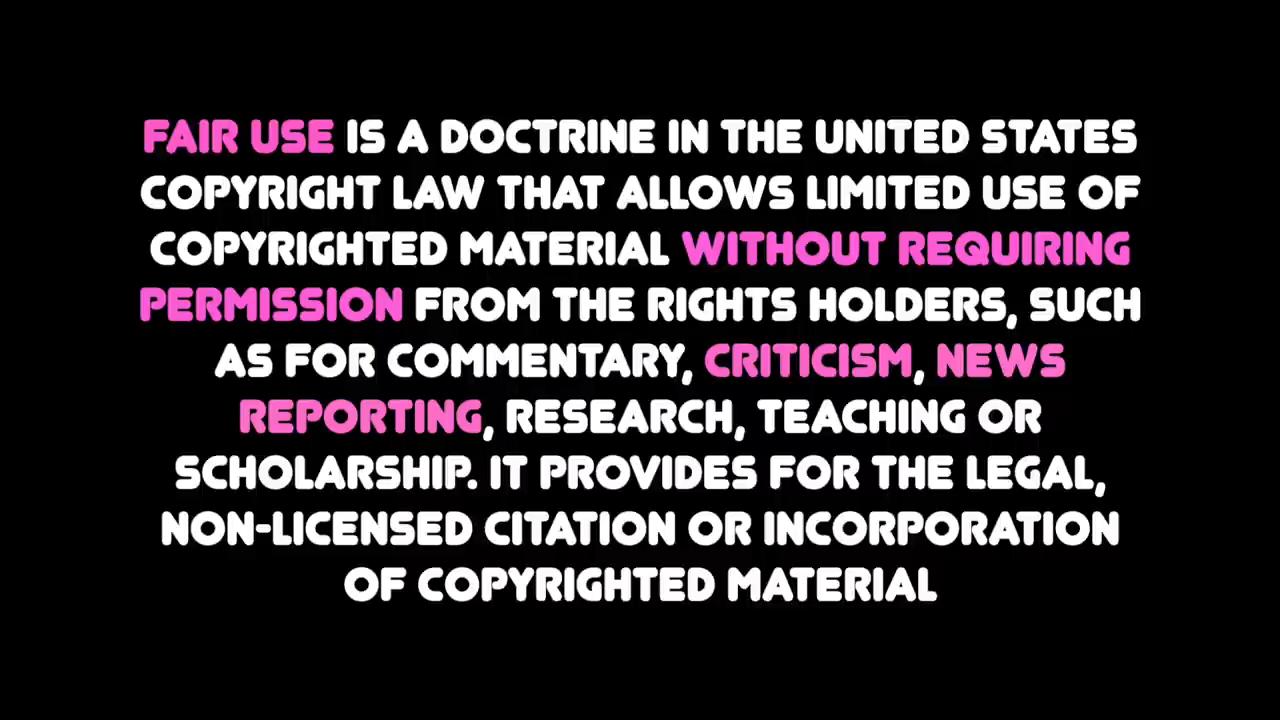 FAIR USE IS A DOCTRINE IN THE UNITED STATES
COPYRIGHT LAW THAT ALLOWS LIMITED USE OF
COPYRIGHTED MATERIAL WITHOUT REQUIRING
PERMISSION FROM THE RIGHTS HOLDERS, SUCH
AS FOR COMMENTARY, CRITICISM, NEWS
REPORTING, RESEARCH, TEACHING OR
SCHOLARSHIP. IT PROVIDES FOR THE LEGAL,
NON-LICENSED CITATION OR INCORPORATION
OF COPYRIGHTED MATERIAL